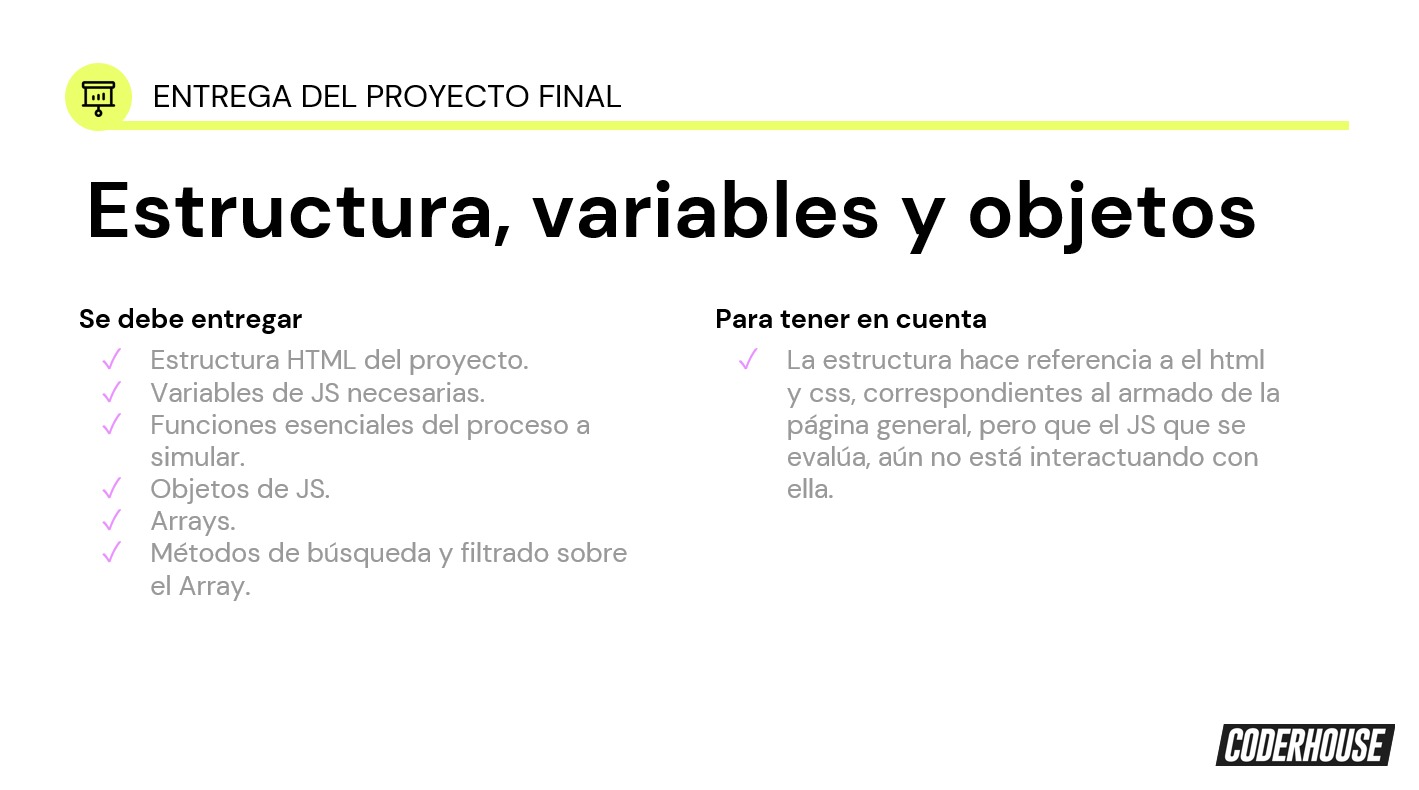 ENTREGA DEL PROYECTO FINAL
Estructura, variables y objetos
Se debe entregar
✓ Estructura HTML del proyecto.
✓ Variables de JS necesarias.
✓ Funciones esenciales del proceso a
simular.
✓ Objetos de JS.
✓ Arrays.
✓ Métodos de búsqueda y filtrado sobre
el Array.
Para tener en cuenta
✓ La estructura hace referencia a el html
y css, correspondientes al armado de la
página general, pero que el JS que se
evalúa, aún no está interactuando con
ella.
CODERHOUSE